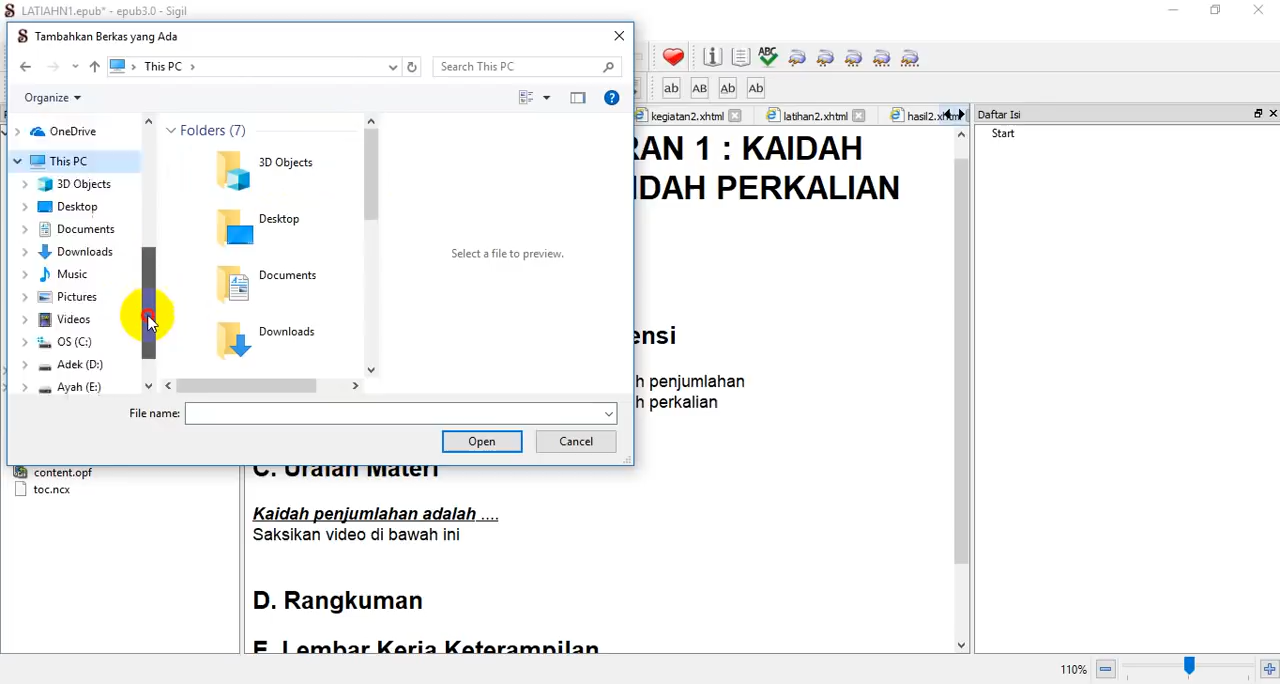 LATIAHN1.epub* - epub3.0 - Sigil
Tambahkan Berkas yang Ada
This PC
Search This PC
Organize
ABC
ab AB Ab Ab
OneDrive
This PC
3D Objects
Desktop
Documents
Downloads
Music
Pictures
Videos
OS (C:)
Adek (D:)
Ayah (E:)
Folders (7)
3D Objects
Desktop
Documents
Downloads
Select a file to preview.
File name:
Open
Cancel
kegiatan2.xhtml
latihan2.xhtml
hasil2.xhtml
Daftar Isi
Start
RAN 1 : KAIDAH
IDAH PERKALIAN
ensi
h penjumlahan
h perkalian
content.opf
toc.ncx
C. Uraian Materi
Kaidah penjumlahan adalah ....
Saksikan video di bawah ini
D. Rangkuman
E. Lembar Kerja Keterampilan
110%